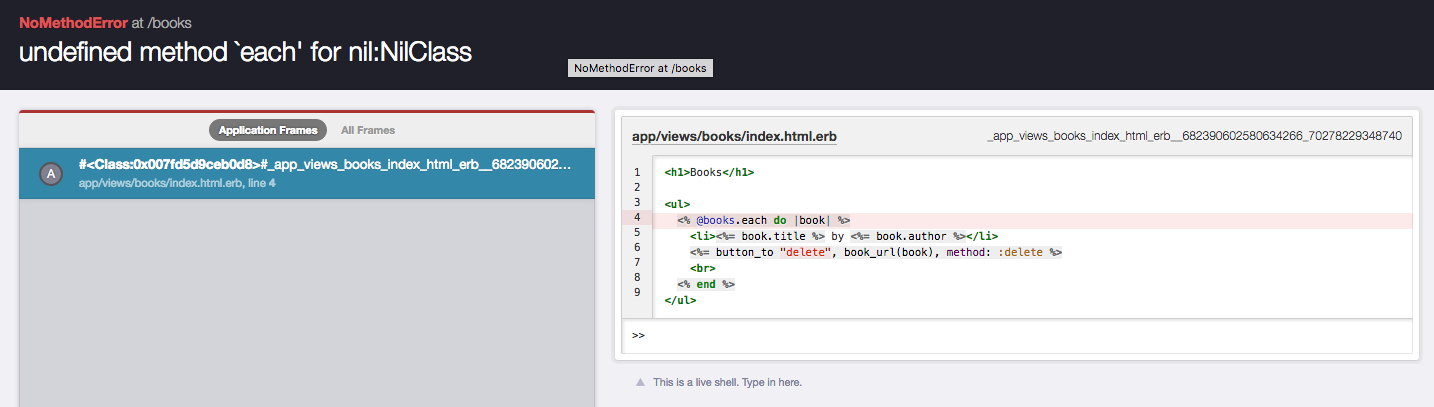 NoMethodError at /books
undefined method `each' for nil:NilClass
NoMethodError at /books
Application Frames All Frames
A
#<Class:0x007fd5d9ceb0d8>#_app_views_books_index_html_erb__682390602...
app/views/books/index.html.erb, line 4
app/views/books/index.html.erb _app_views_books_index_html_erb__682390602580634266_70278229348740
1 <h1>Books</h1>
2
3 <ul>
4 <% @books.each do |book| %>
5 <li><%= book.title %> by <%= book.author %></li>
6 <%= button_to "delete", book_url(book), method: :delete %>
7 <br>
8 <% end %>
9 </ul>
>>
This is a live shell. Type in here.